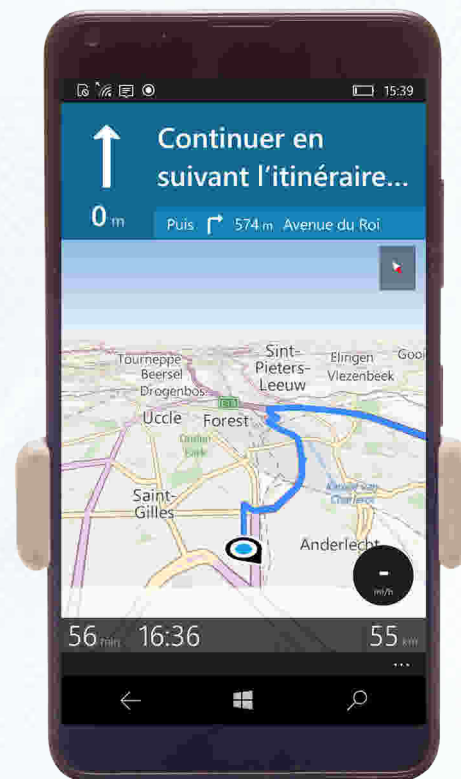 15:39
Continuer en
suivant l'itinéraire...
0 m
Puis 574 m Avenue du Roi
Tourneppe
Beersel
Drogenbos
Sint-
Pieters-
Leeuw
Elingen
Gooi
Vlezenbeek
Uccle
Forest
Saint-
Gilles
Anderlecht
-
mi/h
56 min 16:36 55 km
...